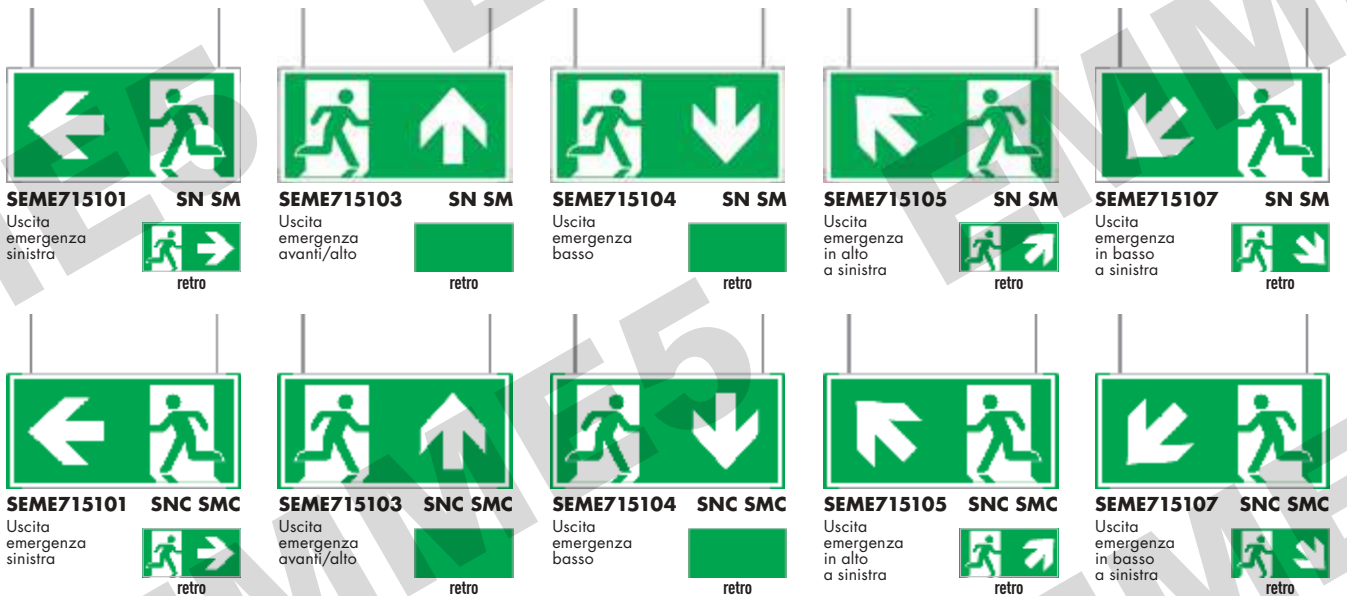 SEME715101 SN SM
Uscita
emergenza
sinistra
retro
SEME715103 SN SM
Uscita
emergenza
avanti/alto
retro
SEME715104 SN SM
Uscita
emergenza
basso
retro
SEME715105 SN SM
Uscita
emergenza
in alto
a sinistra
retro
SEME715107 SN SM
Uscita
emergenza
in basso
a sinistra
retro
SEME715101 SNC SMC
Uscita
emergenza
sinistra
retro
SEME715103 SNC SMC
Uscita
emergenza
avanti/alto
retro
SEME715104 SNC SMC
Uscita
emergenza
basso
retro
SEME715105 SNC SMC
Uscita
emergenza
in alto
a sinistra
retro
SEME715107 SNC SMC
Uscita
emergenza
in basso
a sinistra
retro
EMME5